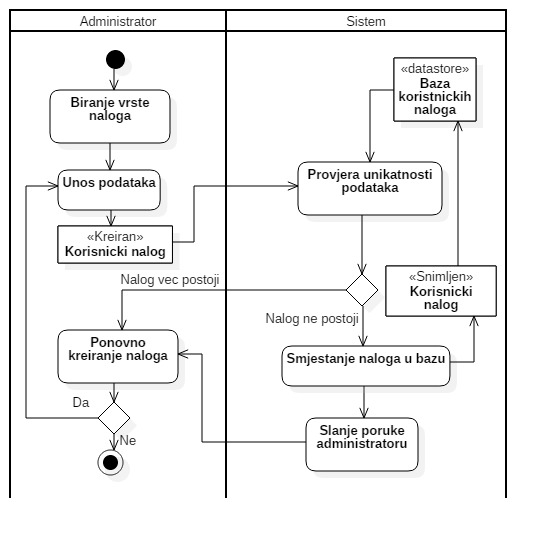 Administrator
Sistem
Biranje vrste
naloga
«datastore»
Baza
koristnickih
naloga
Unos podataka
Provjera unikatnosti
podataka
«Kreiran»
Korisnicki nalog
Nalog vec postoji
«Snimljen»
Korisnicki
nalog
Nalog ne postoji
Ponovno
kreiranje naloga
Smjestanje naloga u bazu
Da
Ne
Slanje poruke
administratoru